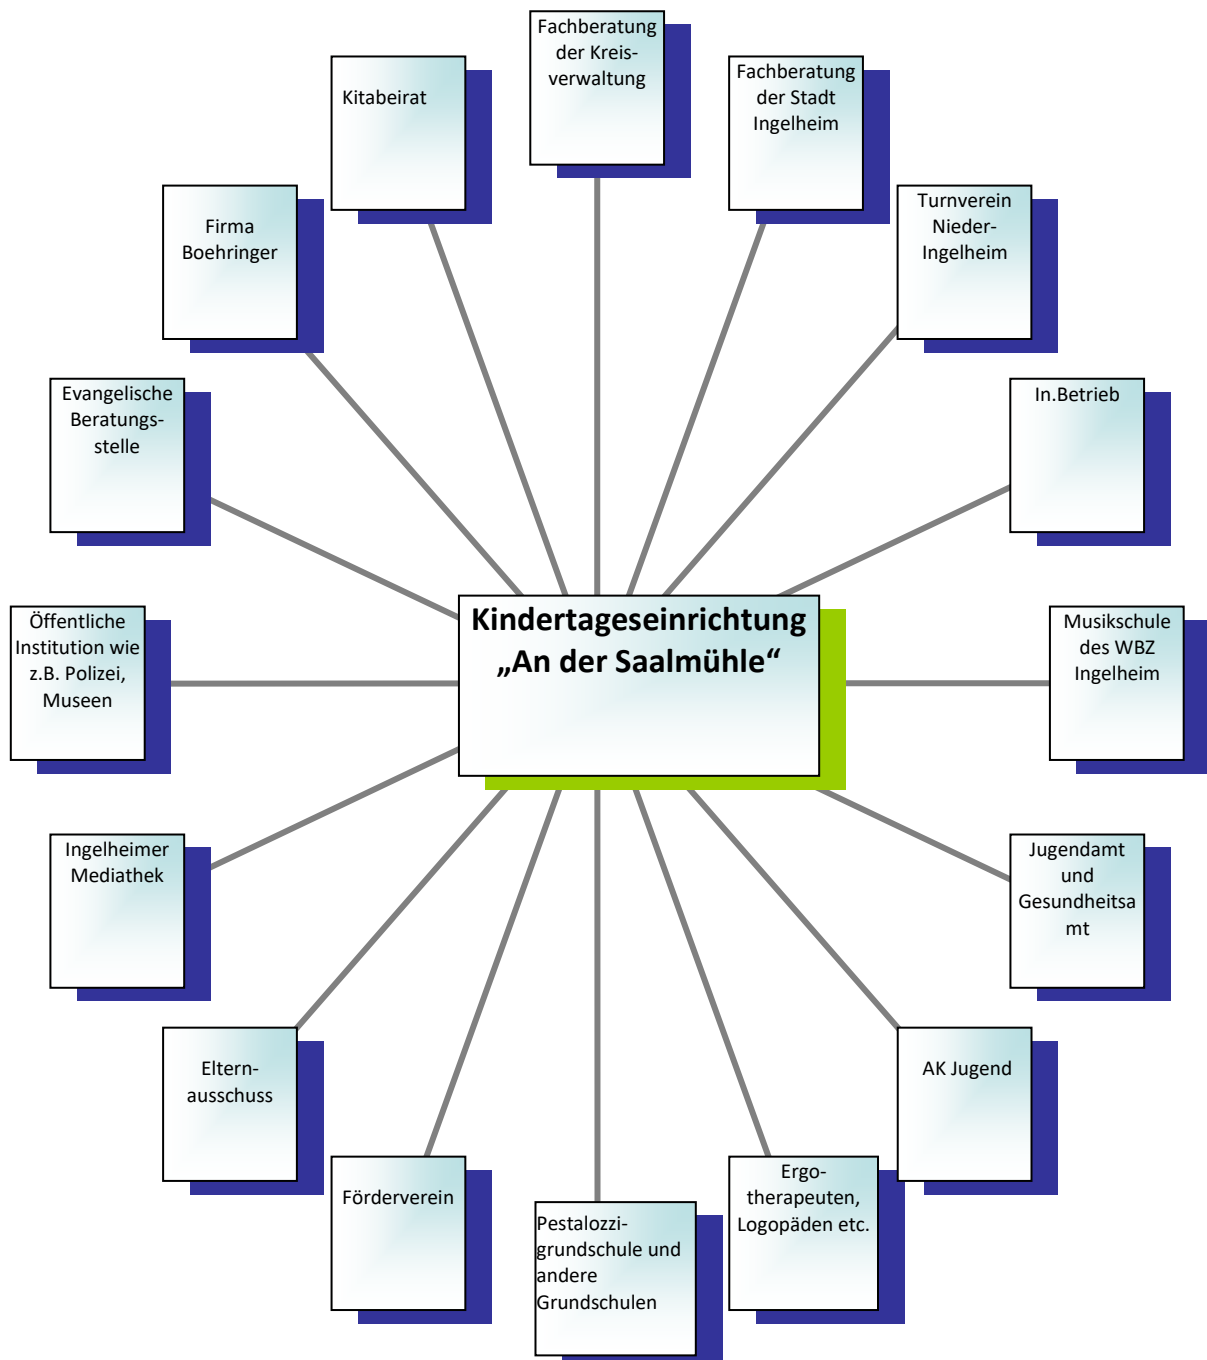 Fachberatung
der Kreis-
verwaltung
Fachberatung
der Stadt
Ingelheim
Turnverein
Nieder-
Ingelheim
In.Betrieb
Musikschule
des WBZ
Ingelheim
Jugendamt
und
Gesundheitsa
mt
AK Jugend
Ergo-
therapeuten,
Logopäden etc.
Pestalozzi-
grundschule und
andere
Grundschulen
Förderverein
Eltern-
ausschuss
Ingelheimer
Mediathek
Öffentliche
Institution wie
z.B. Polizei,
Museen
Evangelische
Beratungs-
stelle
Firma
Boehringer
Kitabeirat
Kindertageseinrichtung
„An der Saalmühle“